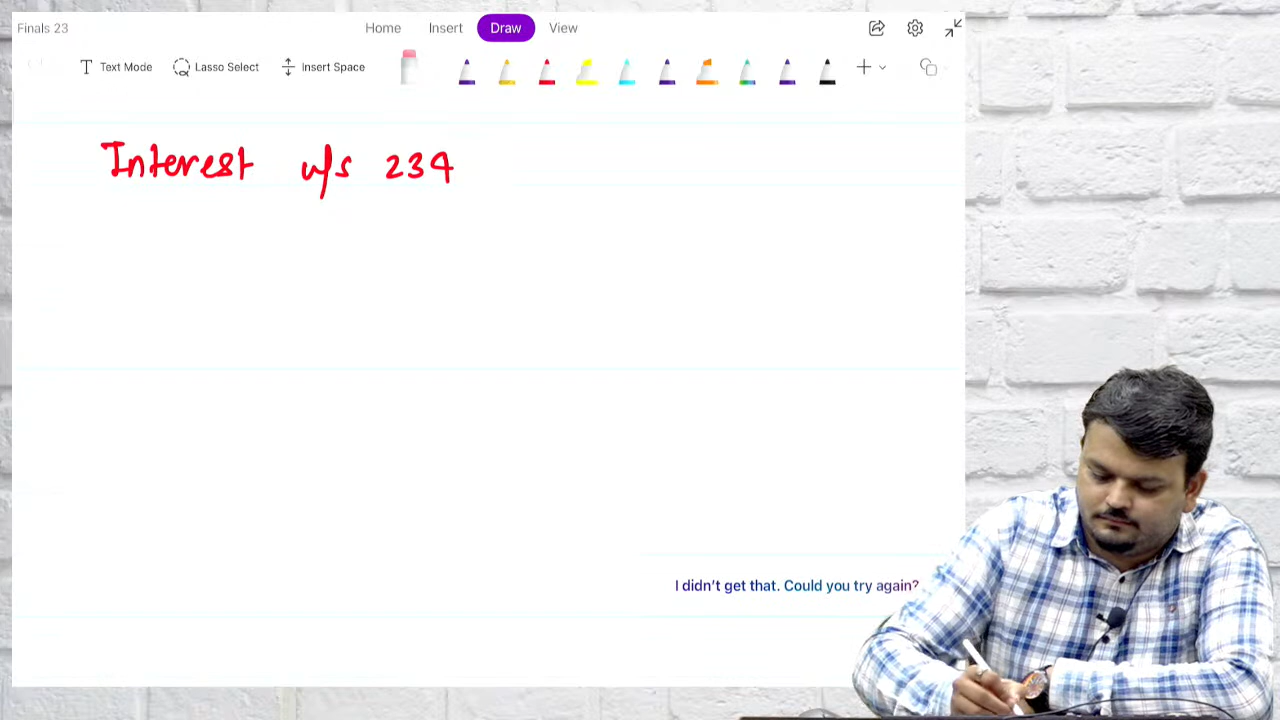 Finals 23
Home Insert Draw View
Text Mode Lasso Select Insert Space
Interest u/s 234
I didn't get that. Could you try again?